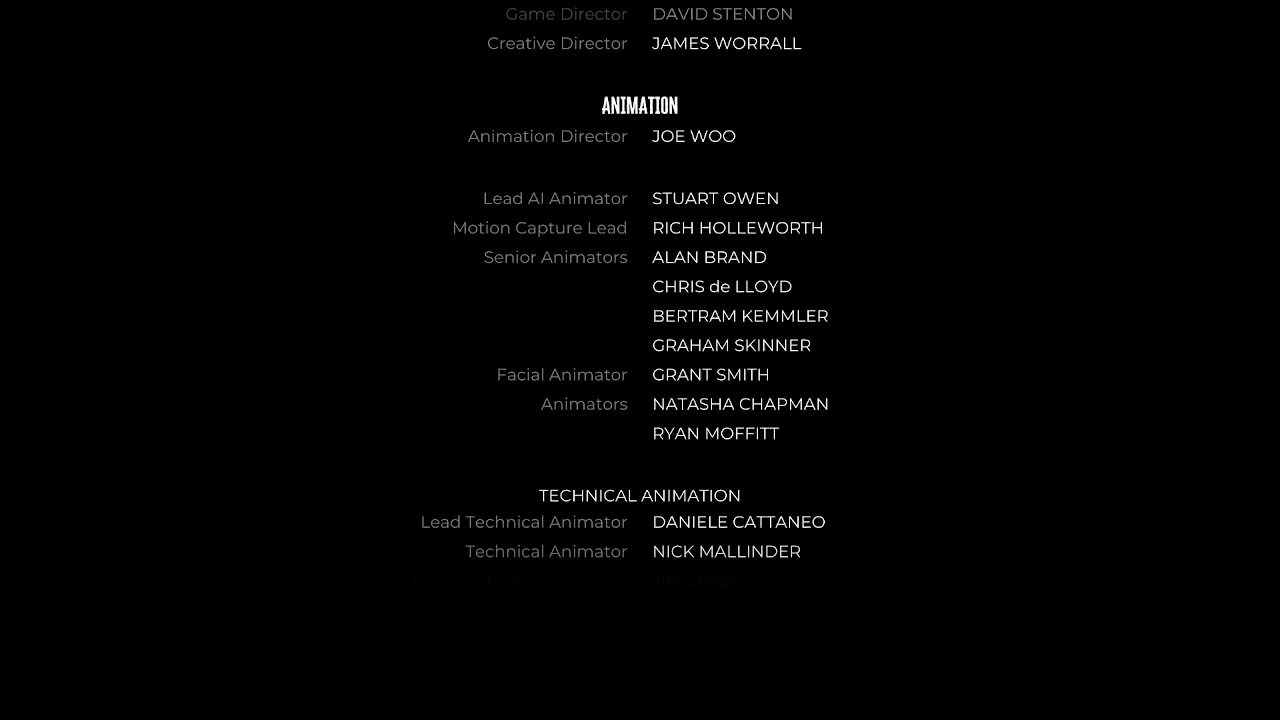 Game Director DAVID STENTON
Creative Director JAMES WORRALL
ANIMATION
Animation Director JOE WOO
Lead AI Animator STUART OWEN
Motion Capture Lead RICH HOLLEWORTH
Senior Animators ALAN BRAND
CHRIS de LLOYD
BERTRAM KEMMLER
GRAHAM SKINNER
Facial Animator GRANT SMITH
Animators NATASHA CHAPMAN
RYAN MOFFITT
TECHNICAL ANIMATION
Lead Technical Animator DANIELE CATTANEO
Technical Animator NICK MALLINDER